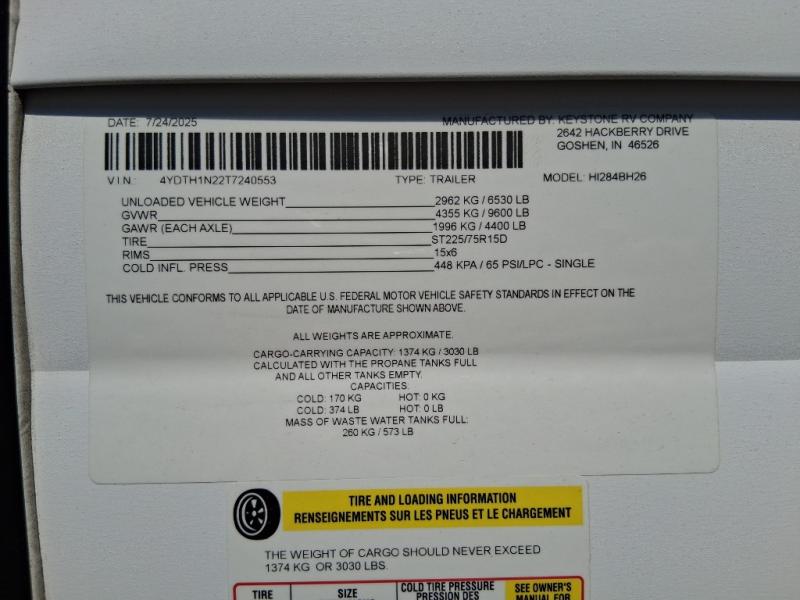 DATE: 7/24/2025 MANUFACTURED BY: KEYSTONE RV COMPANY
2642 HACKBERRY DRIVE
GOSHEN, IN 46526
V I N.: 4YDTH1N22T7240553 TYPE: TRAILER MODEL: HI284BH26
UNLOADED VEHICLE WEIGHT 2962 KG / 6530 LB
GVWR 4355 KG / 9600 LB
GAWR (EACH AXLE) 1996 KG / 4400 LB
TIRE ST225/75R15D
RIMS 15x6
COLD INFL. PRESS 448 KPA / 65 PSI/LPC - SINGLE
THIS VEHICLE CONFORMS TO ALL APPLICABLE U.S. FEDERAL MOTOR VEHICLE SAFETY STANDARDS IN EFFECT ON THE
DATE OF MANUFACTURE SHOWN ABOVE.
ALL WEIGHTS ARE APPROXIMATE.
CARGO-CARRYING CAPACITY: 1374 KG / 3030 LB
CALCULATED WITH THE PROPANE TANKS FULL
AND ALL OTHER TANKS EMPTY.
CAPACITIES:
COLD: 170 KG HOT: 0 KG
COLD: 374 LB HOT: 0 LB
MASS OF WASTE WATER TANKS FULL:
260 KG / 573 LB
TIRE AND LOADING INFORMATION
RENSEIGNEMENTS SUR LES PNEUS ET LE CHARGEMENT
THE WEIGHT OF CARGO SHOULD NEVER EXCEED
1374 KG OR 3030 LBS.
TIRE SIZE COLD TIRE PRESSURE SEE OWNER'S
PRESSION DES MANUAL FOR